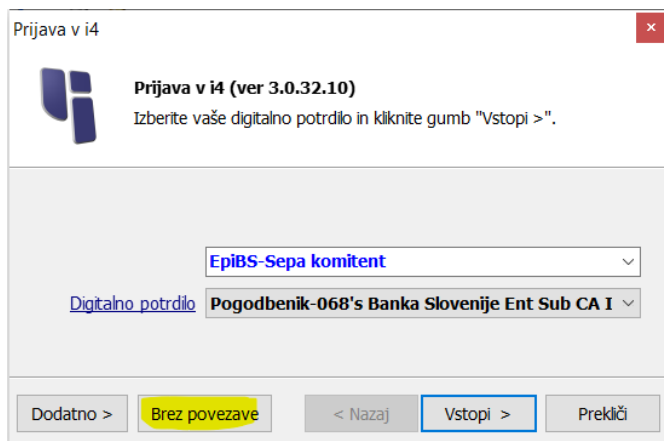 Prijava v i4
Prijava v i4 (ver 3.0.32.10)
Izberite vaše digitalno potrdilo in kliknite gumb "Vstopi >".
EpiBS-Sepa komitent
Digitalno potrdilo
Pogodbenik-068's Banka Slovenije Ent Sub CA I
Dodatno >
Brez povezave
< Nazaj
Vstopi >
Prekliči